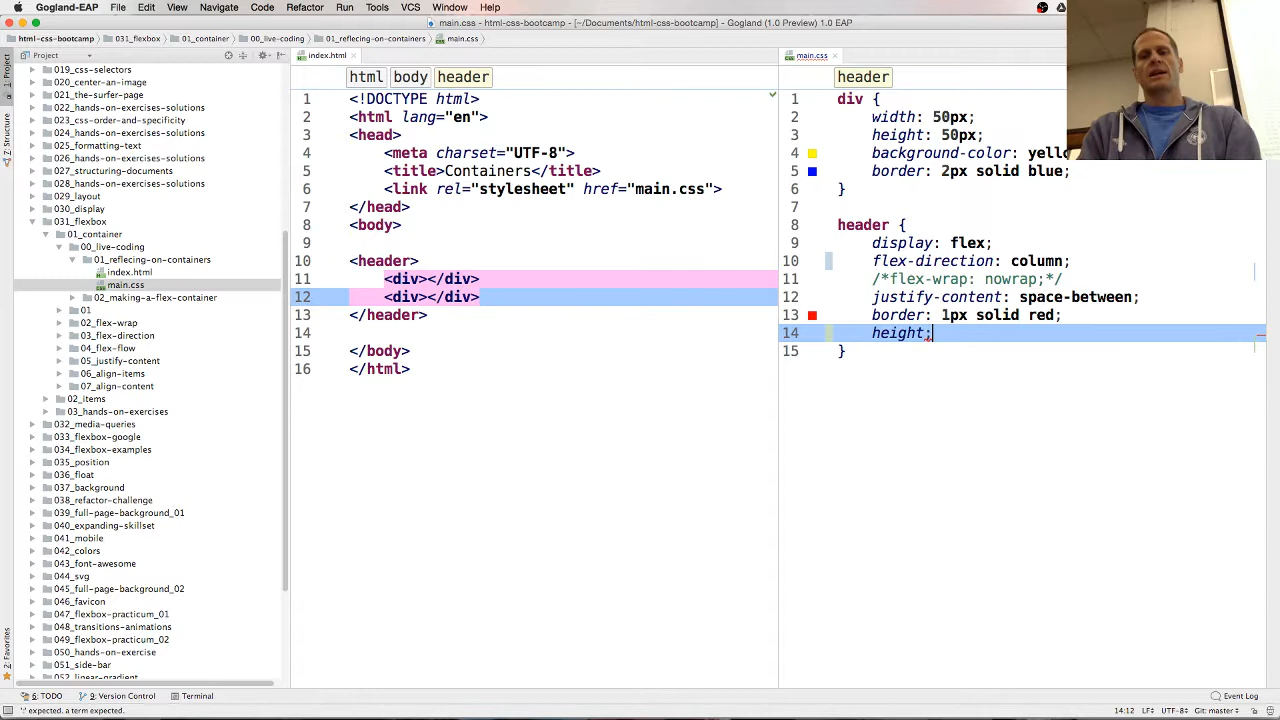 Gogland-EAP File Edit View Navigate Code Refactor Run Tools VCS Window Help
main.css - html-css-bootcamp - [~/Documents/html-css-bootcamp] - Gogland (1.0 Preview) 1.0 EAP
html-css-bootcamp 031_flexbox 01_container 00_live-coding 01_reflecing-on-containers main.css
Project
index.html
main.css
1: Project
Z: Structure
2: Favorites
019_css-selectors
020_center-an_image
021_the-surfer-page
022_hands-on-exercises-solutions
023_css-order-and-specificity
024_hands-on-exercises-solutions
025_formatting-text
026_hands-on-exercises-solutions
027_structuring-documents
028_hands-on-exercises-solutions
029_layout
030_display
031_flexbox
01_container
00_live-coding
01_reflecing-on-containers
index.html
main.css
02_making-a-flex-container
01
02_flex-wrap
03_flex-direction
04_flex-flow
05_justify-content
06_align-items
07_align-content
02_items
03_hands-on-exercises
032_media-queries
033_flexbox-google
034_flexbox-examples
035_position
036_float
037_background
038_refactor-challenge
039_full-page-background_01
040_expanding-skillset
041_mobile
042_colors
043_font-awesome
044_svg
045_full-page-background_02
046_favicon
047_flexbox-practicum_01
048_transitions-animations
049_flexbox-practicum_02
050_hands-on-exercise
051_side-bar
052_linear-gradient
html body header
1 <!DOCTYPE html>
2 <html lang="en">
3 <head>
4 <meta charset="UTF-8">
5 <title>Containers</title>
6 <link rel="stylesheet" href="main.css">
7 </head>
8 <body>
9
10 <header>
11 <div></div>
12 <div></div>
13 </header>
14
15 </body>
16 </html>
header
1 div {
2 width: 50px;
3 height: 50px;
4 background-color: yello
5 border: 2px solid blue;
6 }
7
8 header {
9 display: flex;
10 flex-direction: column;
11 /*flex-wrap: nowrap;*/
12 justify-content: space-between;
13 border: 1px solid red;
14 height;
15 }
6: TODO 9: Version Control Terminal Event Log
expected, a term expected. 14:12 LF÷ UTF-8÷ Git: master÷